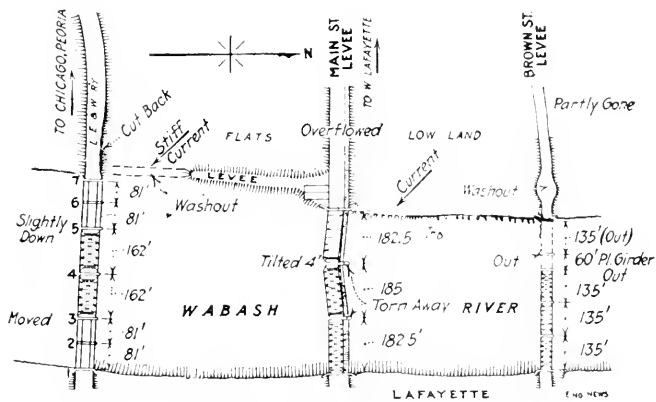 TO CHICAGO, PEORIA
L E & W RY
Cut Back
Stiff
Current
FLATS
N
MAIN ST
LEVEE
TO W LAFAYETTE
Overflowed
LOW LAND
BROWN ST
LEVEE
Partly Gone
LEVEE
Current
Washout
Washout
7
6
5
4
3
2
81'
81'
162'
162'
81'
81'
Slightly
Down
Moved
Tilted 4'
182.5
185
182.5'
Torn Away
WABASH
RIVER
Out
135' (Out)
60' Pl. Girder
Out
135'
135'
135'
LAFAYETTE
ENG NEWS